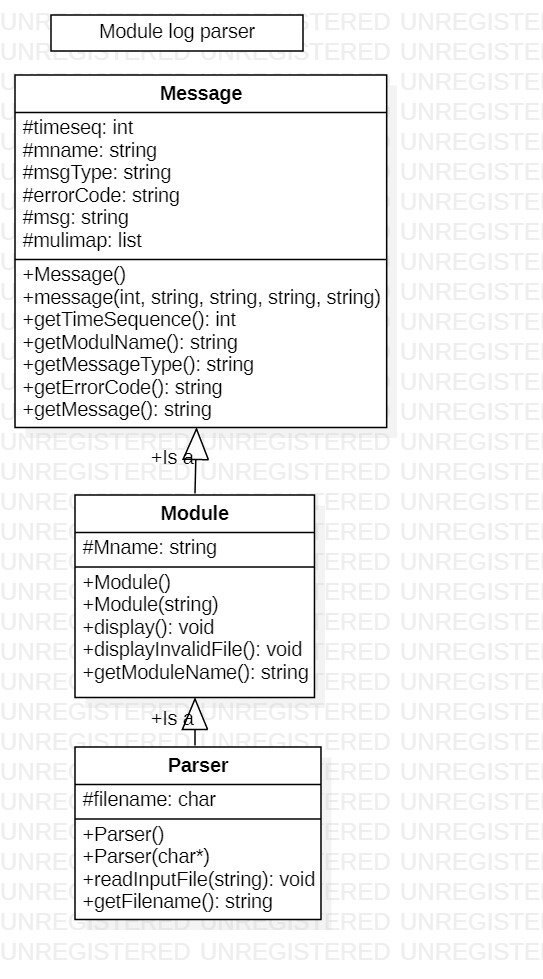 Module log parser
Message
#timeseq: int
#mname: string
#msgType: string
#errorCode: string
#msg: string
#mulimap: list
+Message()
+message(int, string, string, string, string)
+getTimeSequence(): int
+getModulName(): string
+getMessageType(): string
+getErrorCode(): string
+getMessage(): string
+Is a
Module
#Mname: string
+Module()
+Module(string)
+display(): void
+displayInvalidFile(): void
+getModuleName(): string
+Is a
Parser
#filename: char
+Parser()
+Parser(char*)
+readInputFile(string): void
+getFilename(): string
UNREGISTERED